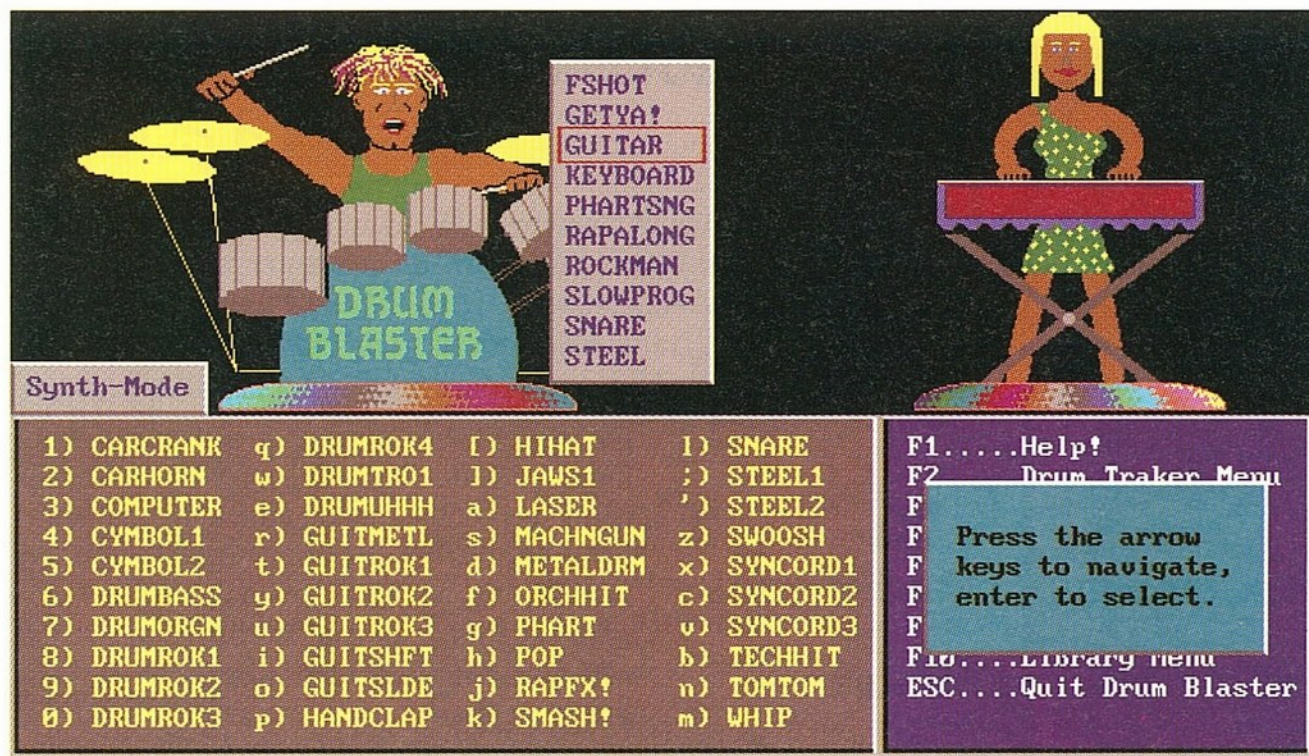 FSHOT
GETYA!
GUITAR
KEYBOARD
PHARTSNG
RAPALONG
ROCKMAN
SLOWPROG
SNARE
STEEL
DRUM
BLASTER
Synth-Mode
1) CARCRANK q) DRUMROK4 [) HIHAT l) SNARE
2) CARHORN w) DRUMTRO1 ]) JAWS1 ;) STEEL1
3) COMPUTER e) DRUMUHHH a) LASER ') STEEL2
4) CYMBOL1 r) GUITMETL s) MACHNGUN z) SWOOSH
5) CYMBOL2 t) GUITROK1 d) METALDRM x) SYNCORD1
6) DRUMBASS y) GUITROK2 f) ORCHHIT c) SYNCORD2
7) DRUMORGN u) GUITROK3 g) PHART v) SYNCORD3
8) DRUMROK1 i) GUITSHFT h) POP b) TECHHIT
9) DRUMROK2 o) GUITSLDE j) RAPFX! n) TOMTOM
0) DRUMROK3 p) HANDCLAP k) SMASH! m) WHIP
F1.....Help!
F2.....Drum Traker Menu
F
F
F
F
F
F10....Library Menu
ESC....Quit Drum Blaster
Press the arrow
keys to navigate,
enter to select.